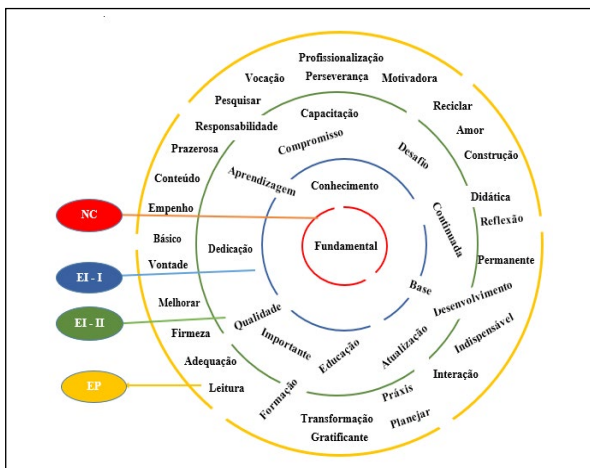 Profissionalização
Vocação
Perseverança
Motivadora
Pesquisar
Reciclar
Capacitação
Responsabilidade
Amor
Compromisso
Prazerosa
Desafio
Construção
Aprendizagem
Conteúdo
Conhecimento
Didática
NC
Empenho
Continuada
Reflexão
Básico
Dedicação
Fundamental
Permanente
Vontade
EI - I
Base
Melhorar
Desenvolvimento
EI - II
Qualidade
Firmeza
Importante
Indispensável
Atualização
Educação
Adequação
Interação
EP
Leitura
Formação
Práxis
Transformação
Planejar
Gratificante